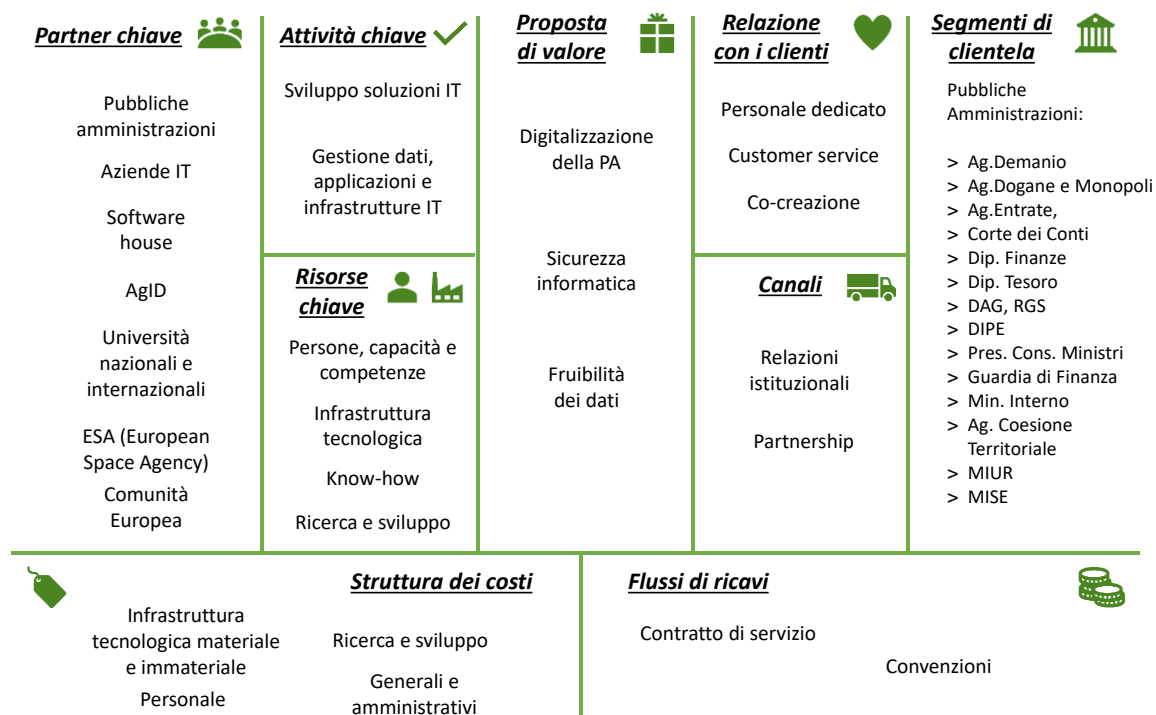 Partner chiave
Pubbliche
amministrazioni
Aziende IT
Software
house
AgID
Università
nazionali e
internazionali
ESA (European
Space Agency)
Comunità
Europea
Attività chiave
Sviluppo soluzioni IT
Gestione dati,
applicazioni e
infrastrutture IT
Risorse
chiave
Persone, capacità e
competenze
Infrastruttura
tecnologica
Know-how
Ricerca e sviluppo
Proposta
di valore
Digitalizzazione
della PA
Sicurezza
informatica
Fruibilità
dei dati
Relazione
con i clienti
Personale dedicato
Customer service
Co-creazione
Canali
Relazioni
istituzionali
Partnership
Segmenti di
clientela
Pubbliche
Amministrazioni:
> Ag.Demanio
> Ag.Dogane e Monopoli
> Ag.Entrate,
> Corte dei Conti
> Dip. Finanze
> Dip. Tesoro
> DAG, RGS
> DIPE
> Pres. Cons. Ministri
> Guardia di Finanza
> Min. Interno
> Ag. Coesione
Territoriale
> MIUR
> MISE
Struttura dei costi
Infrastruttura
tecnologica materiale
e immateriale
Personale
Ricerca e sviluppo
Generali e
amministrativi
Flussi di ricavi
Contratto di servizio
Convenzioni